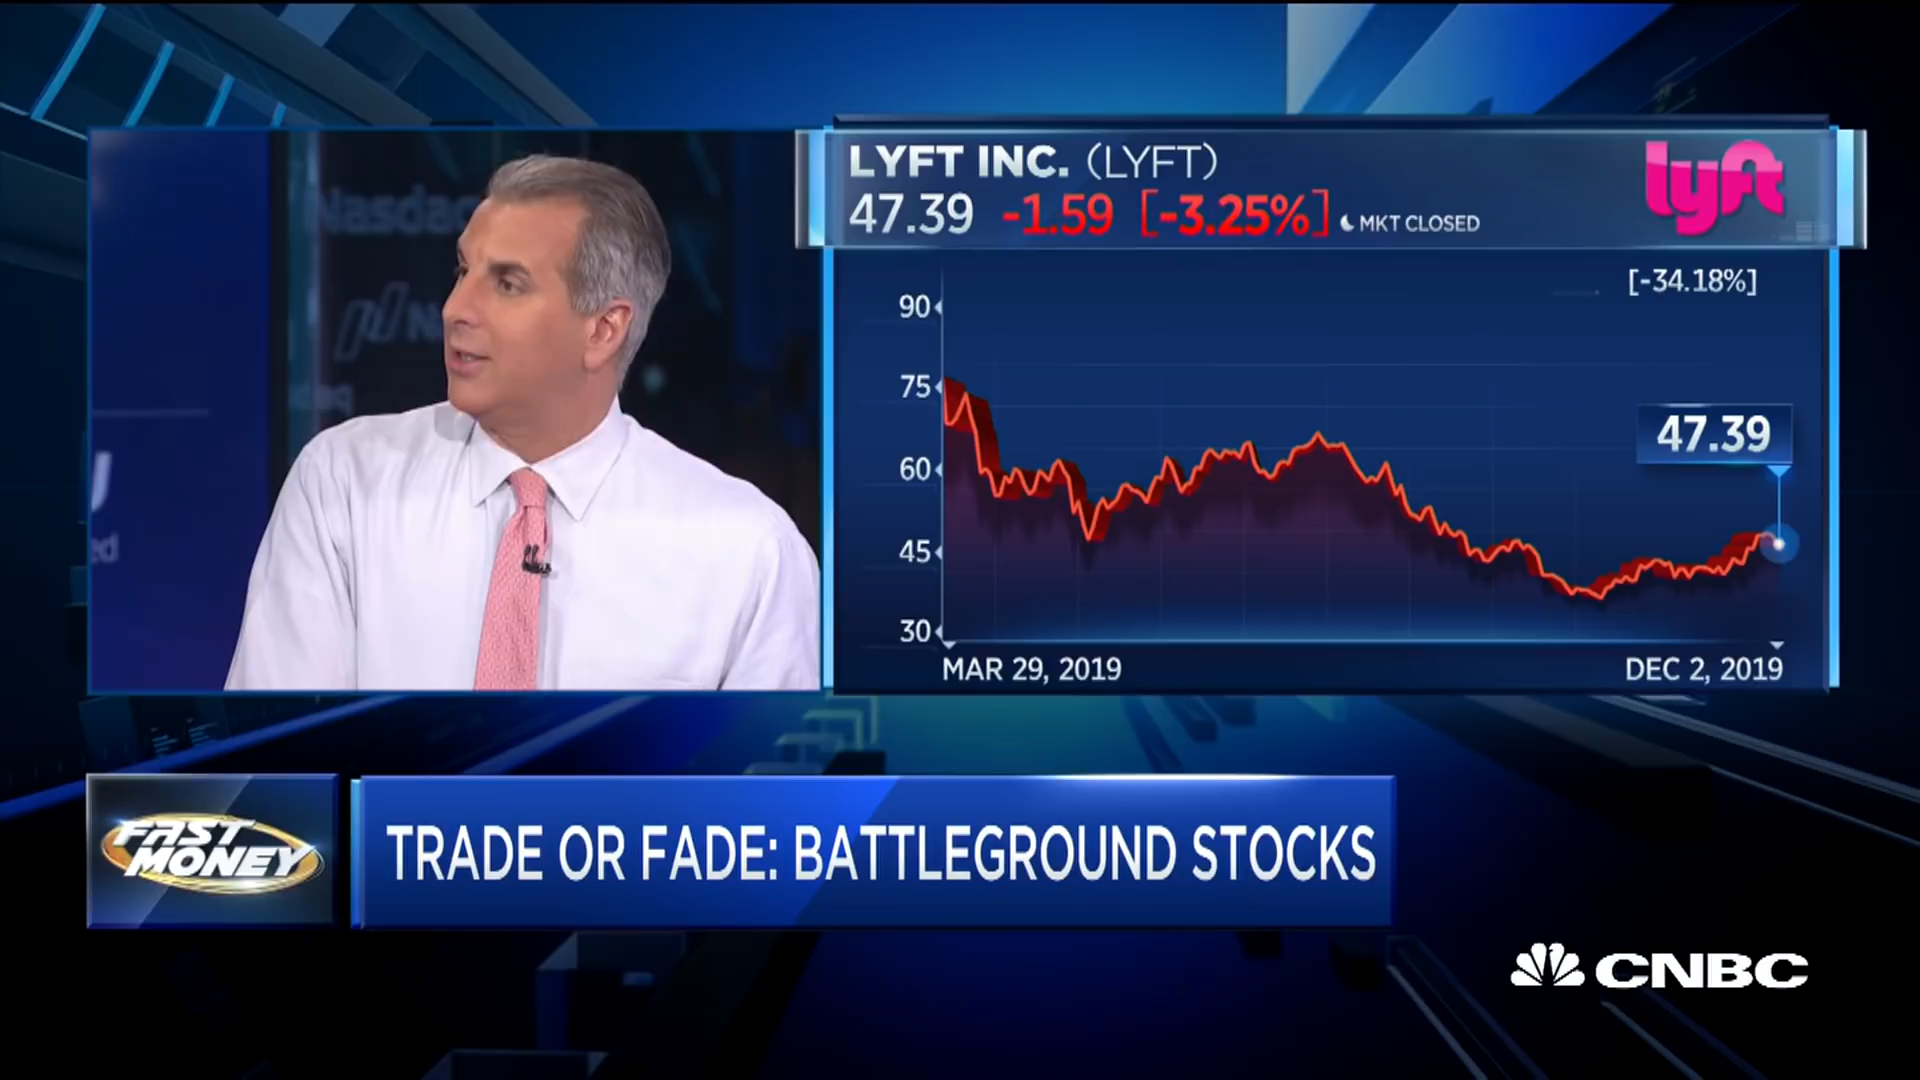 Nasdaq
LYFT INC. (LYFT)
47.39 -1.59 [-3.25%] MKT CLOSED
lyft
[-34.18%]
90
75
60
45
30
47.39
MAR 29, 2019
DEC 2, 2019
FAST
MONEY
TRADE OR FADE: BATTLEGROUND STOCKS
CNBC